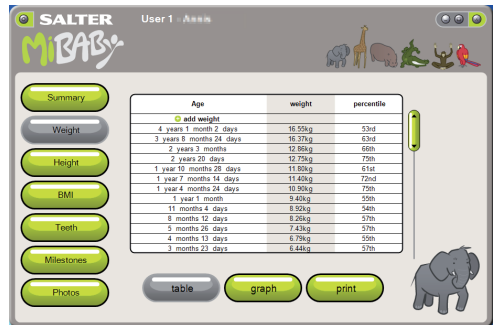 SALTER
User 1 -
MiBABY
Summary
Weight
Height
BMI
Teeth
Milestones
Photos
Age weight percentile
add weight
4 years 1 month 2 days 16.55kg 53rd
3 years 8 months 24 days 16.37kg 63rd
2 years 3 months 12.86kg 66th
2 years 20 days 12.75kg 75th
1 year 10 months 28 days 11.80kg 61st
1 year 7 months 14 days 11.40kg 72nd
1 year 4 months 24 days 10.90kg 75th
1 year 1 month 9.40kg 55th
11 months 4 days 8.92kg 54th
8 months 12 days 8.26kg 57th
5 months 26 days 7.43kg 57th
4 months 13 days 6.79kg 55th
3 months 23 days 6.44kg 57th
table graph print